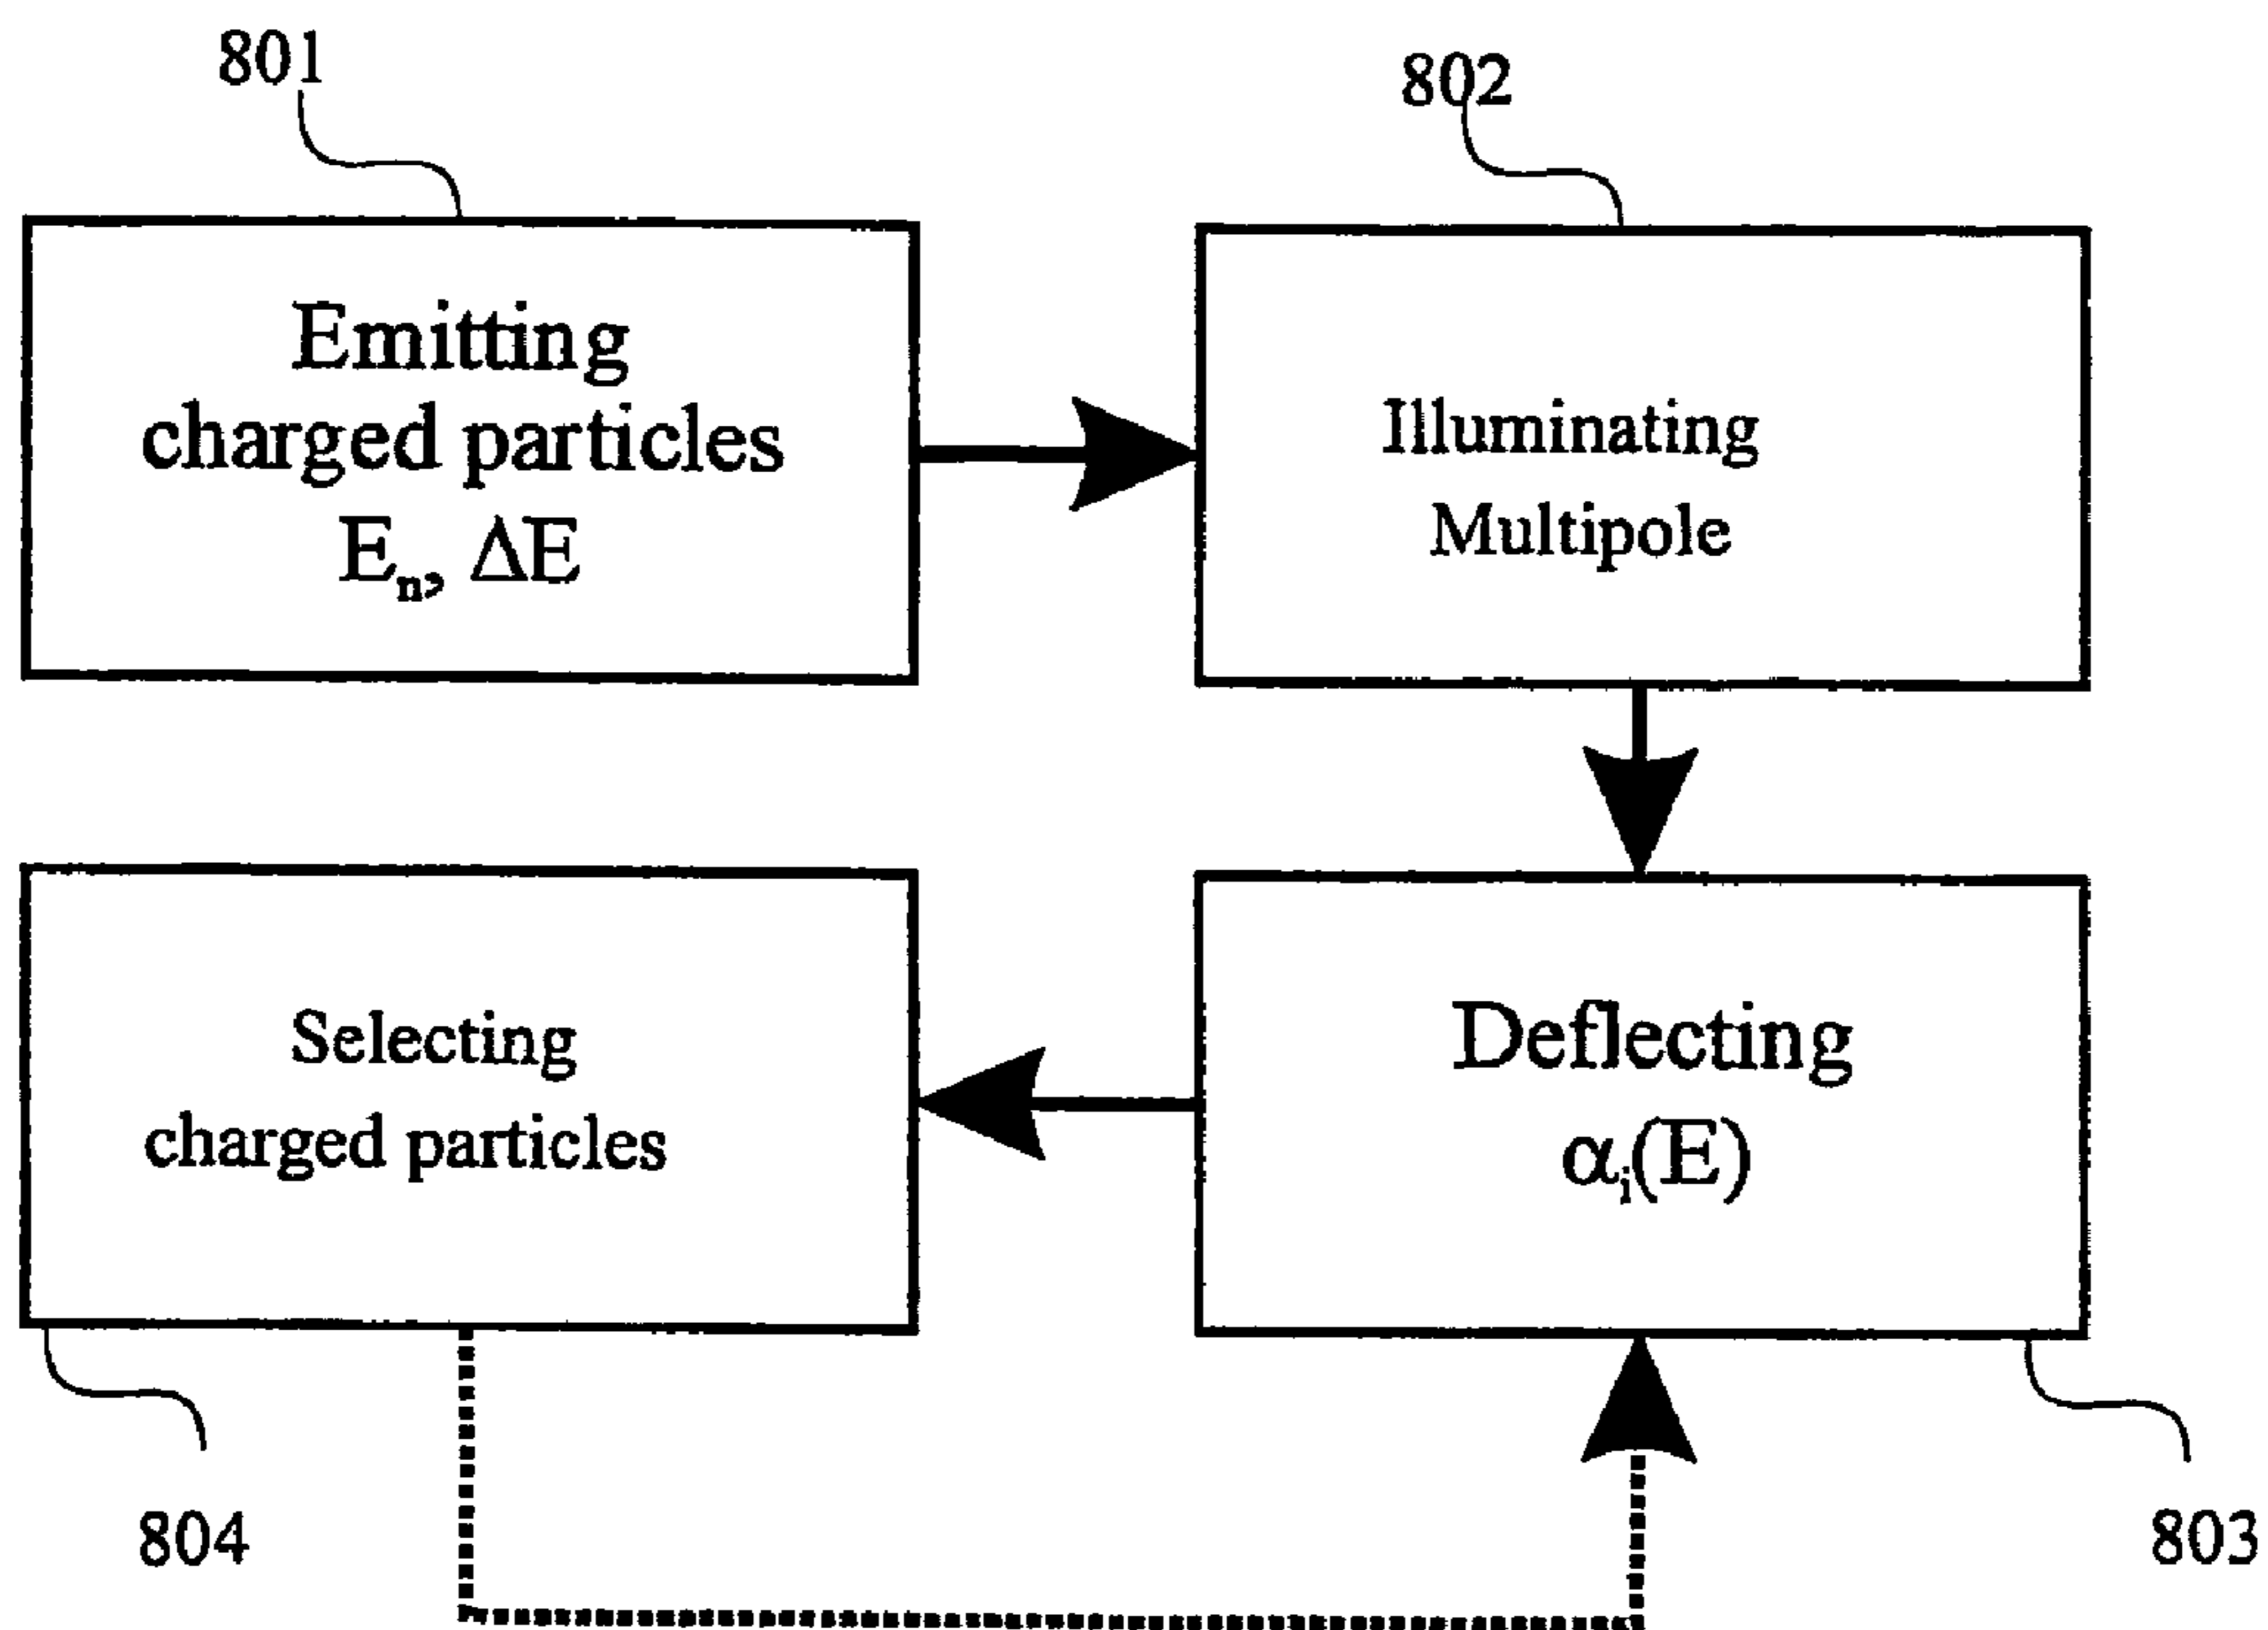 801
802
Emitting
charged particles
Eₙ, ΔE
Illuminating
Multipole
Selecting
charged particles
Deflecting
αᵢ(E)
804
803